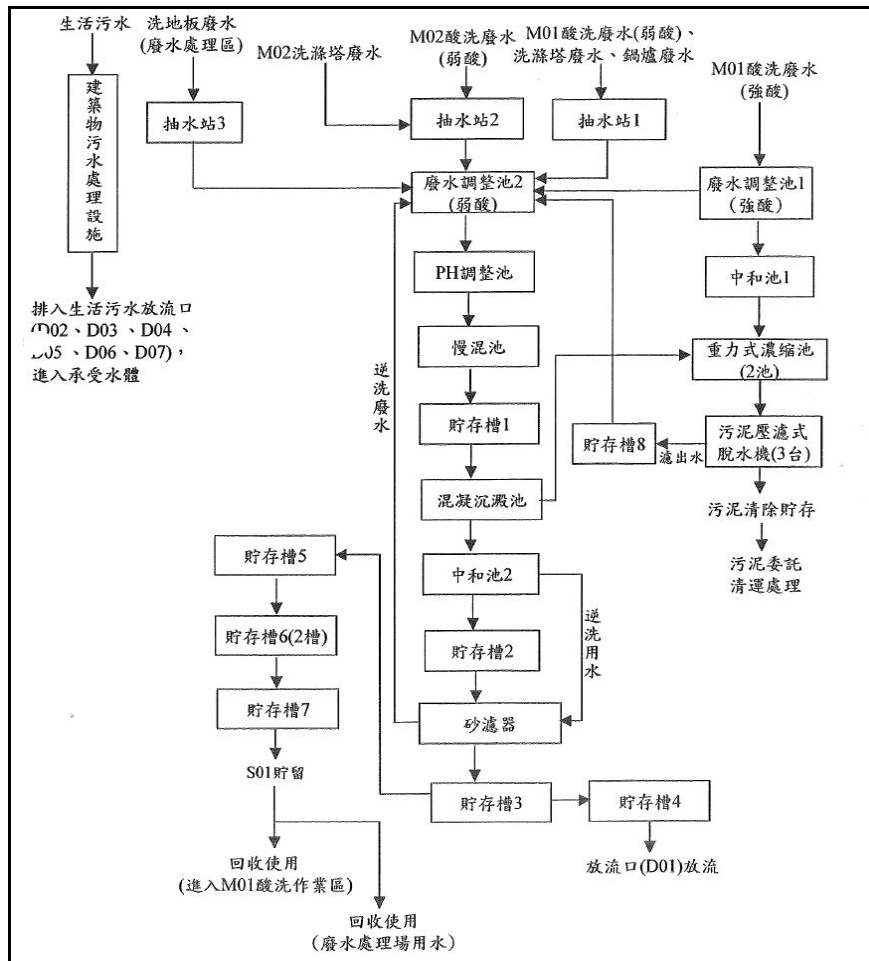 生活污水
洗地板廢水
(廢水處理區)
M02洗滌塔廢水
M02酸洗廢水
(弱酸)
M01酸洗廢水(弱酸)、
洗滌塔廢水、鍋爐廢水
M01酸洗廢水
(強酸)
建築物污水處理設施
抽水站3
抽水站2
抽水站1
廢水調整池2
(弱酸)
廢水調整池1
(強酸)
PH調整池
中和池1
排入生活污水放流口
(D02、D03、D04、
D05、D06、D07),
進入承受水體
慢混池
重力式濃縮池
(2池)
逆洗廢水
貯存槽1
貯存槽8
濾出水
污泥壓濾式
脫水機(3台)
混凝沉澱池
污泥清除貯存
貯存槽5
中和池2
污泥委託
清運處理
貯存槽6(2槽)
貯存槽2
逆洗用水
貯存槽7
砂濾器
S01貯留
貯存槽3
貯存槽4
回收使用
(進入M01酸洗作業區)
放流口(D01)放流
回收使用
(廢水處理場用水)